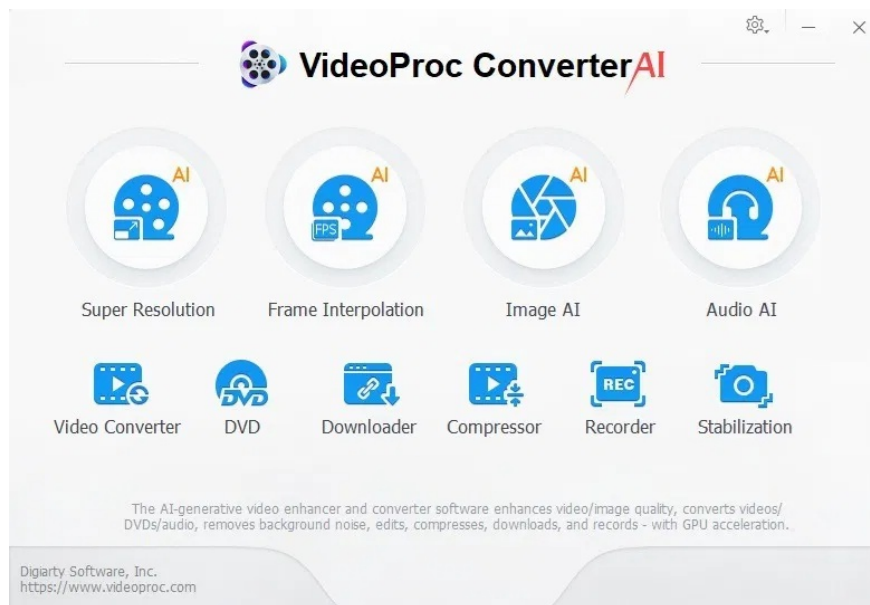 VideoProc Converter AI
AI AI AI AI
FPS
Super Resolution Frame Interpolation Image AI Audio AI
DVD REC
Video Converter DVD Downloader Compressor Recorder Stabilization
The AI-generative video enhancer and converter software enhances video/image quality, converts videos/
DVDs/audio, removes background noise, edits, compresses, downloads, and records - with GPU acceleration.
Digiarty Software, Inc.
https://www.videoproc.com